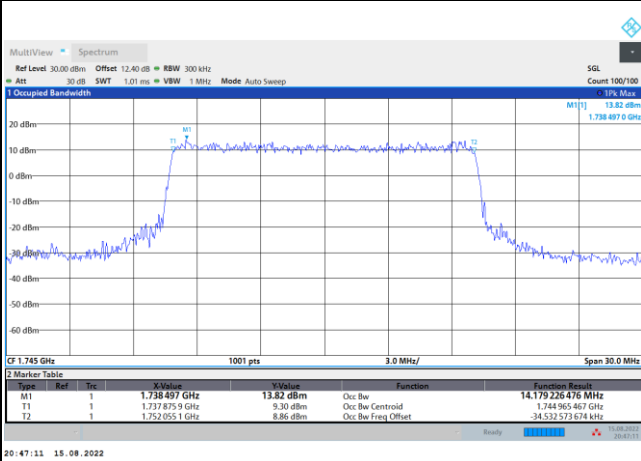 MultiView Spectrum
Ref Level 30.00 dBm Offset 12.40 dB RBW 300 kHz SGL
Att 30 dB SWT 1.01 ms VBW 1 MHz Mode Auto Sweep Count 100/100
1 Occupied Bandwidth 1Pk Max
M1[1] 13.82 dBm
1.738 497 0 GHz
M1
T1 T2
20 dBm
10 dBm
0 dBm
-10 dBm
-20 dBm
-30 dBm
-40 dBm
-50 dBm
-60 dBm
CF 1.745 GHz 1001 pts 3.0 MHz/ Span 30.0 MHz
2 Marker Table
Type Ref Trc X-Value Y-Value Function Function Result
M1 1 1.738 497 GHz 13.82 dBm Occ Bw 14.179 226 476 MHz
T1 1 1.737 875 9 GHz 9.30 dBm Occ Bw Centroid 1.744 965 467 GHz
T2 1 1.752 055 1 GHz 8.86 dBm Occ Bw Freq Offset -34.532 573 674 kHz
Ready 15.08.2022
20:47:11
20:47:11 15.08.2022